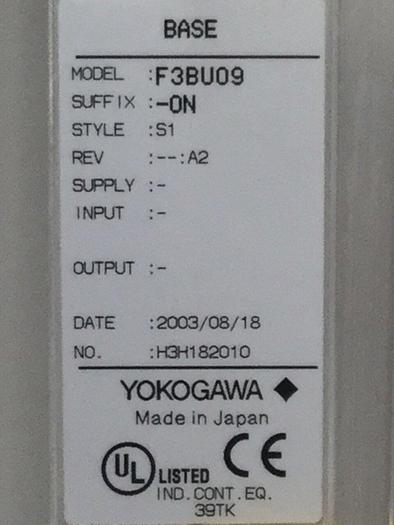 BASE
MODEL :F3BU09
SUFFIX :-0N
STYLE :S1
REV :--:A2
SUPPLY :-
INPUT :-
OUTPUT :-
DATE :2003/08/18
NO. :H3H182010
YOKOGAWA
Made in Japan
UL LISTED CE
IND.CONT.EQ.
39TK